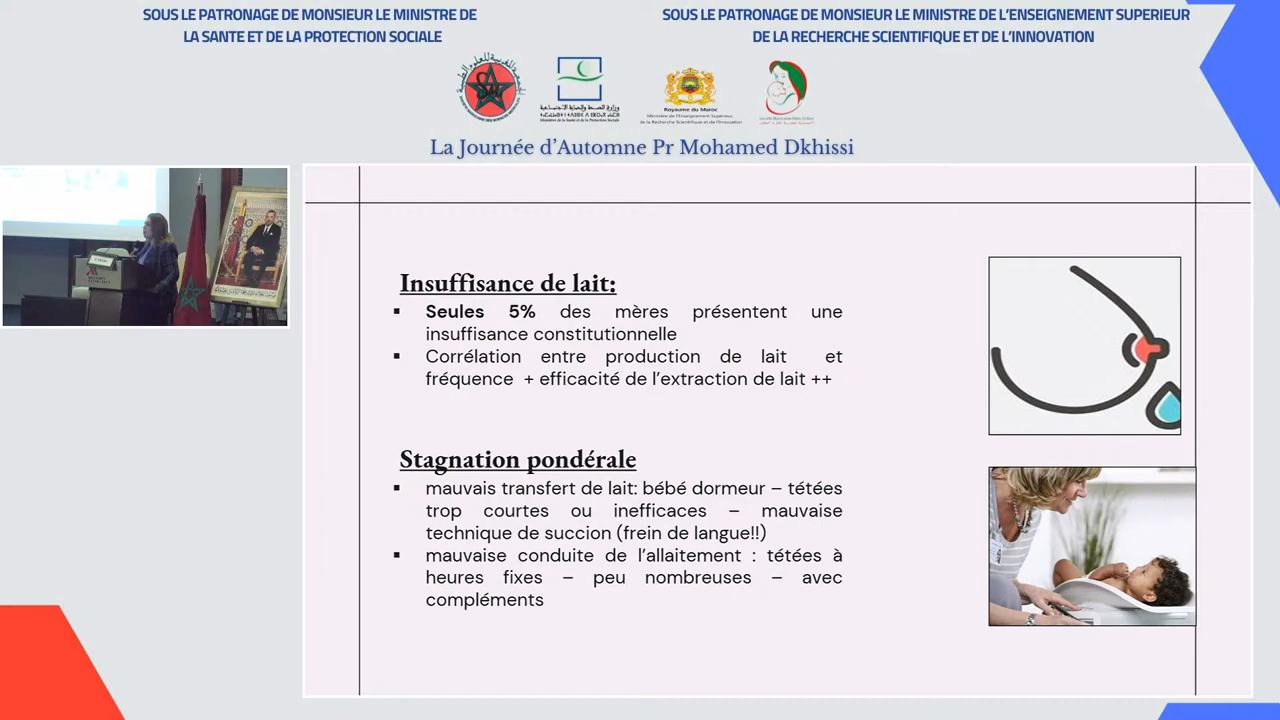 SOUS LE PATRONAGE DE MONSIEUR LE MINISTRE DE
LA SANTE ET DE LA PROTECTION SOCIALE
SOUS LE PATRONAGE DE MONSIEUR LE MINISTRE DE L'ENSEIGNEMENT SUPERIEUR
DE LA RECHERCHE SCIENTIFIQUE ET DE L'INNOVATION
Royaume du Maroc
La Journée d'Automne Pr Mohamed Dkhissi
Insuffisance de lait:
▪ Seules 5% des mères présentent une
insuffisance constitutionnelle
▪ Corrélation entre production de lait et
fréquence + efficacité de l'extraction de lait ++
Stagnation pondérale
▪ mauvais transfert de lait: bébé dormeur – tétées
trop courtes ou inefficaces – mauvaise
technique de succion (frein de langue!!)
▪ mauvaise conduite de l'allaitement : tétées à
heures fixes – peu nombreuses – avec
compléments